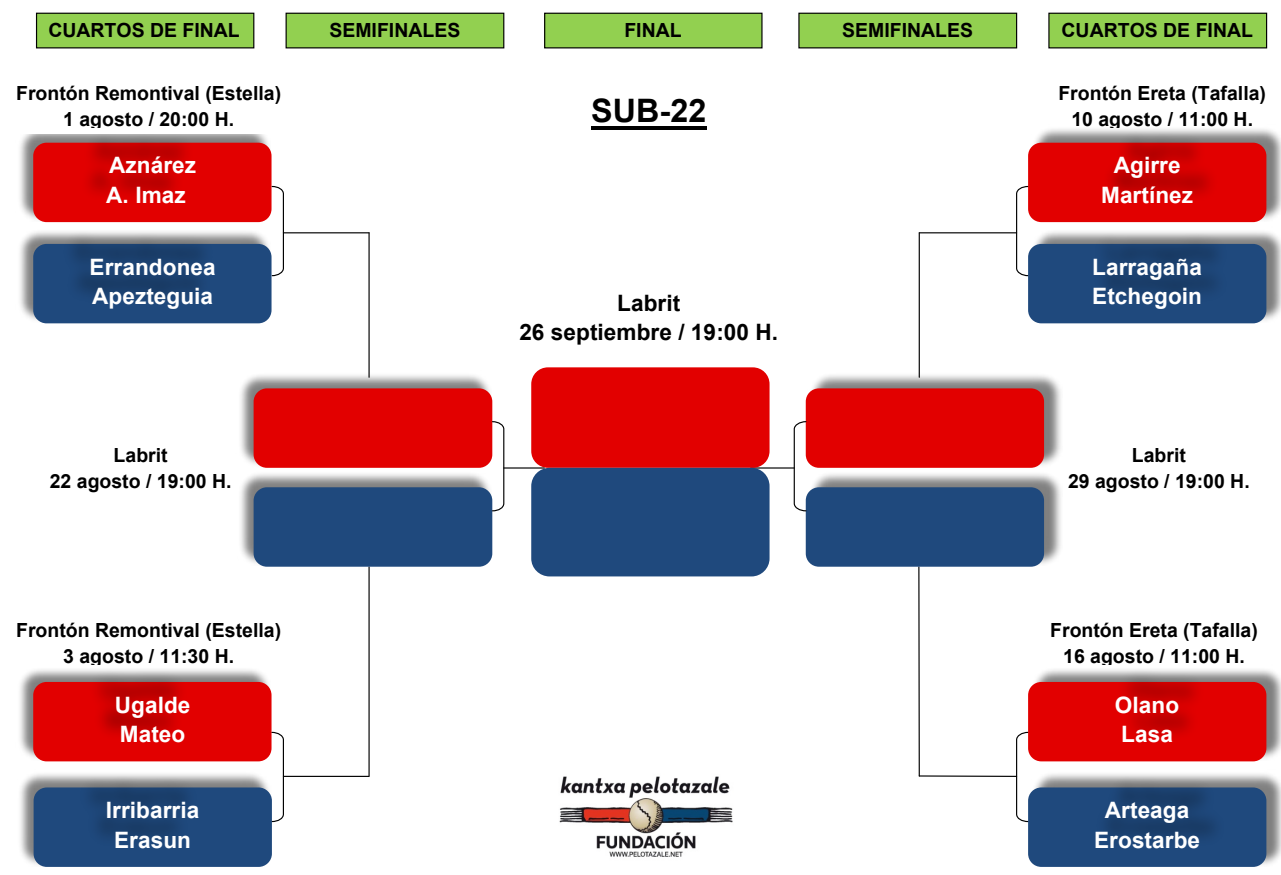 CUARTOS DE FINAL
SEMIFINALES
FINAL
SEMIFINALES
CUARTOS DE FINAL
SUB-22
Frontón Remontival (Estella)
1 agosto / 20:00 H.
Aznárez
A. Imaz
Errandonea
Apezteguia
Frontón Ereta (Tafalla)
10 agosto / 11:00 H.
Agirre
Martínez
Larragaña
Etchegoin
Labrit
26 septiembre / 19:00 H.
Labrit
22 agosto / 19:00 H.
Labrit
29 agosto / 19:00 H.
Frontón Remontival (Estella)
3 agosto / 11:30 H.
Ugalde
Mateo
Irribarria
Erasun
Frontón Ereta (Tafalla)
16 agosto / 11:00 H.
Olano
Lasa
Arteaga
Erostarbe
kantxa pelotazale
FUNDACIÓN
WWW.PELOTAZALE.NET